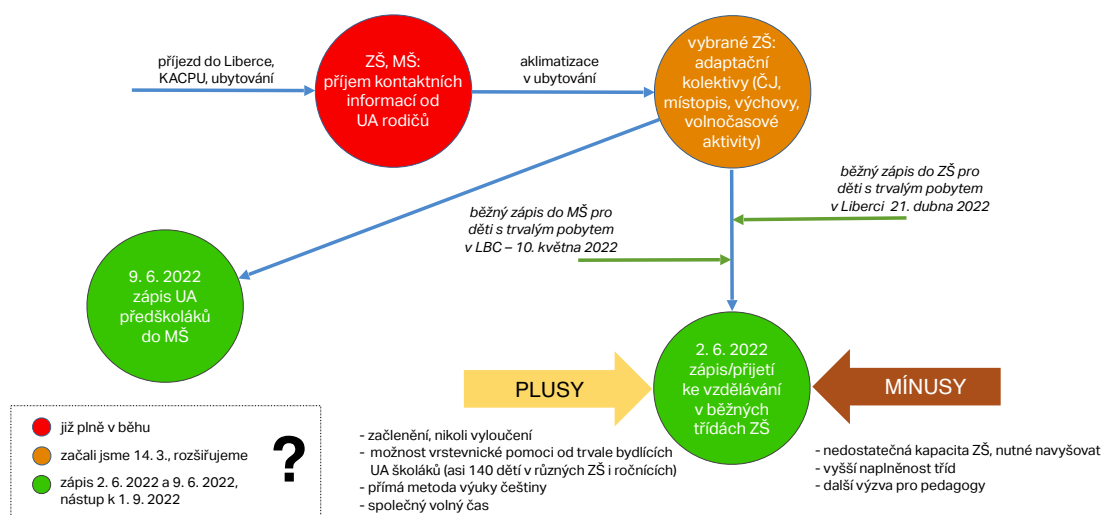 příjezd do Liberce,
KACPU, ubytování
ZŠ, MŠ:
příjem kontaktních
informací od
UA rodičů
aklimatizace
v ubytování
vybrané ZŠ:
adaptační
kolektivy (ČJ,
místopis, výchovy,
volnočasové
aktivity)
běžný zápis do ZŠ pro
děti s trvalým pobytem
v Liberci 21. dubna 2022
běžný zápis do MŠ pro
děti s trvalým pobytem
v LBC – 10. května 2022
9. 6. 2022
zápis UA
předškoláků
do MŠ
2. 6. 2022
zápis/přijetí
ke vzdělávání
v běžných
třídách ZŠ
PLUSY
MÍNUSY
- začlenění, nikoli vyloučení
- možnost vrstevnické pomoci od trvale bydlících
UA školáků (asi 140 dětí v různých ZŠ i ročnících)
- přímá metoda výuky češtiny
- společný volný čas
- nedostatečná kapacita ZŠ, nutné navyšovat
- vyšší naplněnost tříd
- další výzva pro pedagogy
již plně v běhu
začali jsme 14. 3., rozšiřujeme
zápis 2. 6. 2022 a 9. 6. 2022,
nástup k 1. 9. 2022
?